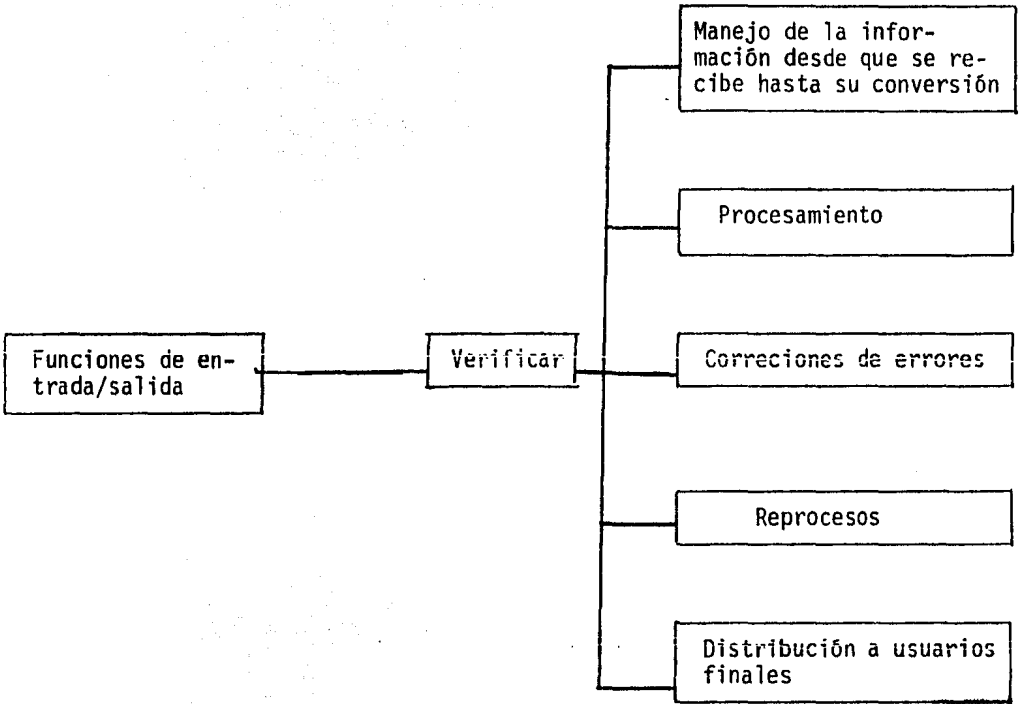 Manejo de la infor-
mación desde que se re-
cibe hasta su conversión
Procesamiento
Funciones de en-
trada/salida
Verificar
Correciones de errores
Reprocesos
Distribución a usuarios
finales